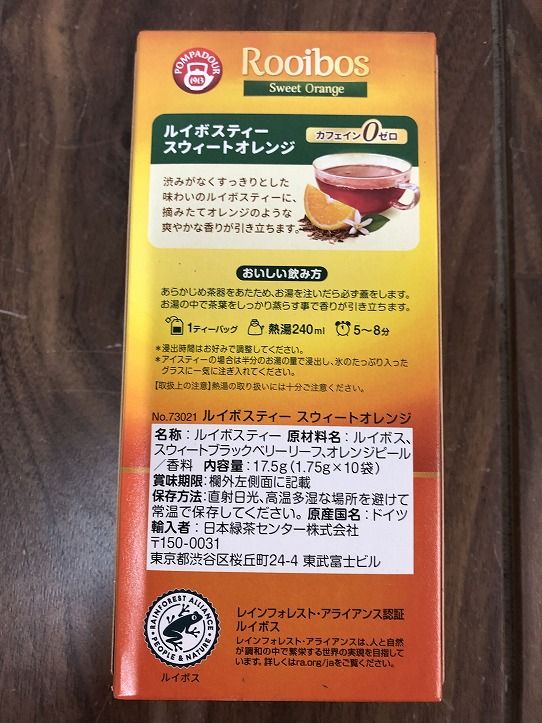 POMPADOUR
1913
Rooibos
Sweet Orange
ルイボスティー
スウィートオレンジ
カフェイン0ゼロ
渋みがなくすっきりとした
味わいのルイボスティーに、
摘みたてオレンジのような
爽やかな香りが引き立ちます。
おいしい飲み方
あらかじめ茶器をあたため、お湯を注いだら必ず蓋をします。
お湯の中で茶葉をしっかり蒸らす事で香りが引き立ちます。
1ティーバッグ 熱湯240ml 5〜8分
*浸出時間はお好みで調整してください。
*アイスティーの場合は半分のお湯の量で浸出し、氷のたっぷり入った
グラスに一気に注ぎ入れてください。
【取扱上の注意】熱湯の取り扱いには十分ご注意ください。
No.73021 ルイボスティー スウィートオレンジ
名称：ルイボスティー 原材料名：ルイボス、
スウィートブラックベリーリーフ、オレンジピール
／香料 内容量：17.5g（1.75g×10袋）
賞味期限：欄外左側面に記載
保存方法：直射日光、高温多湿な場所を避けて
常温で保存してください。原産国名：ドイツ
輸入者：日本緑茶センター株式会社
〒150-0031
東京都渋谷区桜丘町24-4 東武富士ビル
RAINFOREST ALLIANCE
PEOPLE & NATURE
ルイボス
レインフォレスト・アライアンス認証
ルイボス
レインフォレスト・アライアンスは、人と自然
が調和の中で繁栄する世界の実現を目指して
います。詳しくはra.org/jaをご覧ください。